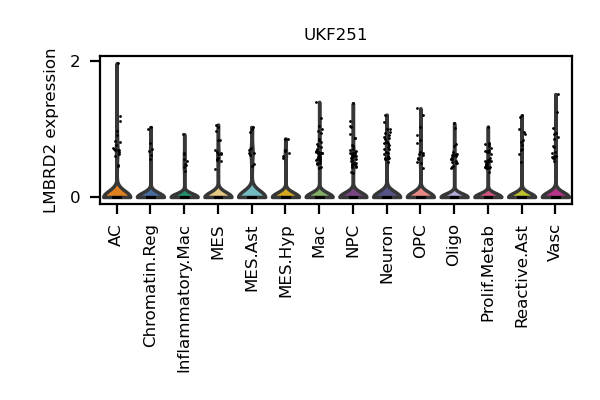 UKF251
LMBRD2 expression
2
0
AC
Chromatin.Reg
Inflammatory.Mac
MES
MES.Ast
MES.Hyp
Mac
NPC
Neuron
OPC
Oligo
Prolif.Metab
Reactive.Ast
Vasc